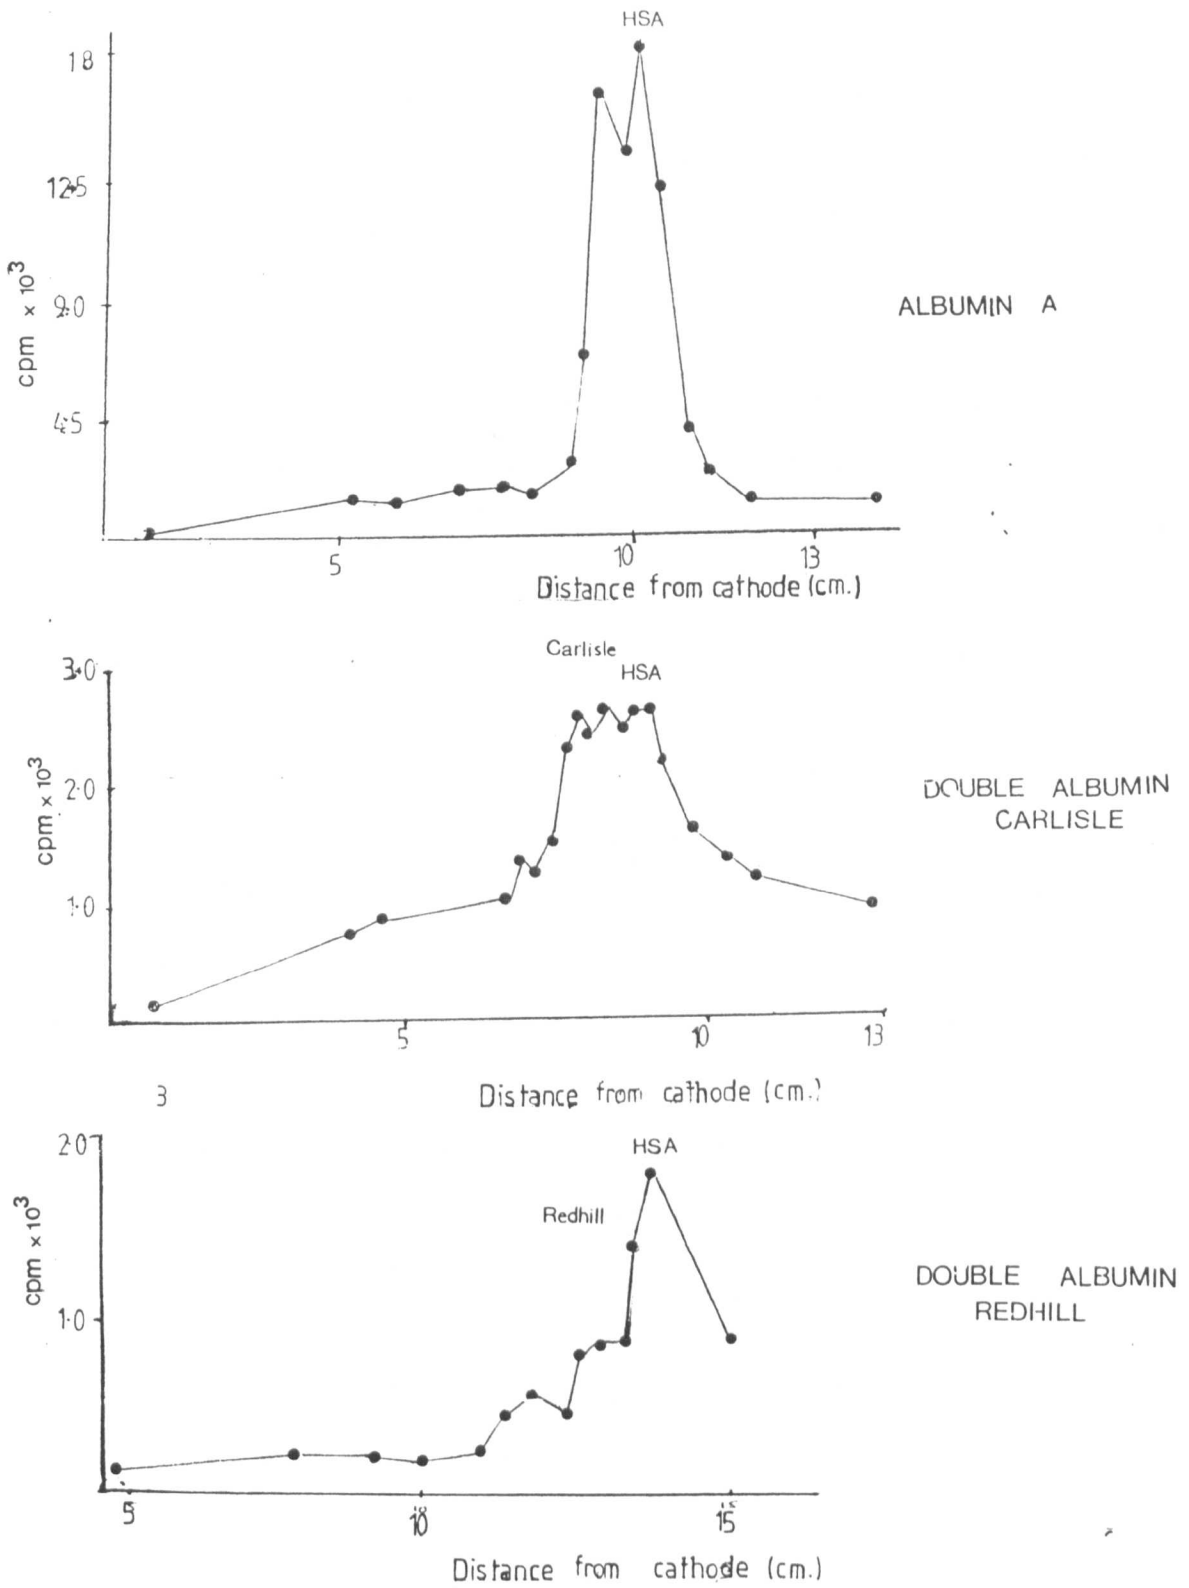 HSA
18
12·5
9·0
4·5
cpm x 10³
ALBUMIN A
5 10 13
Distance from cathode (cm.)
Carlisle
HSA
3·0
2·0
1·0
cpm x 10³
DOUBLE ALBUMIN
CARLISLE
5 10 13
3
Distance from cathode (cm.)
HSA
Redhill
2·0
1·0
cpm x 10³
DOUBLE ALBUMIN
REDHILL
5 10 15
Distance from cathode (cm.)